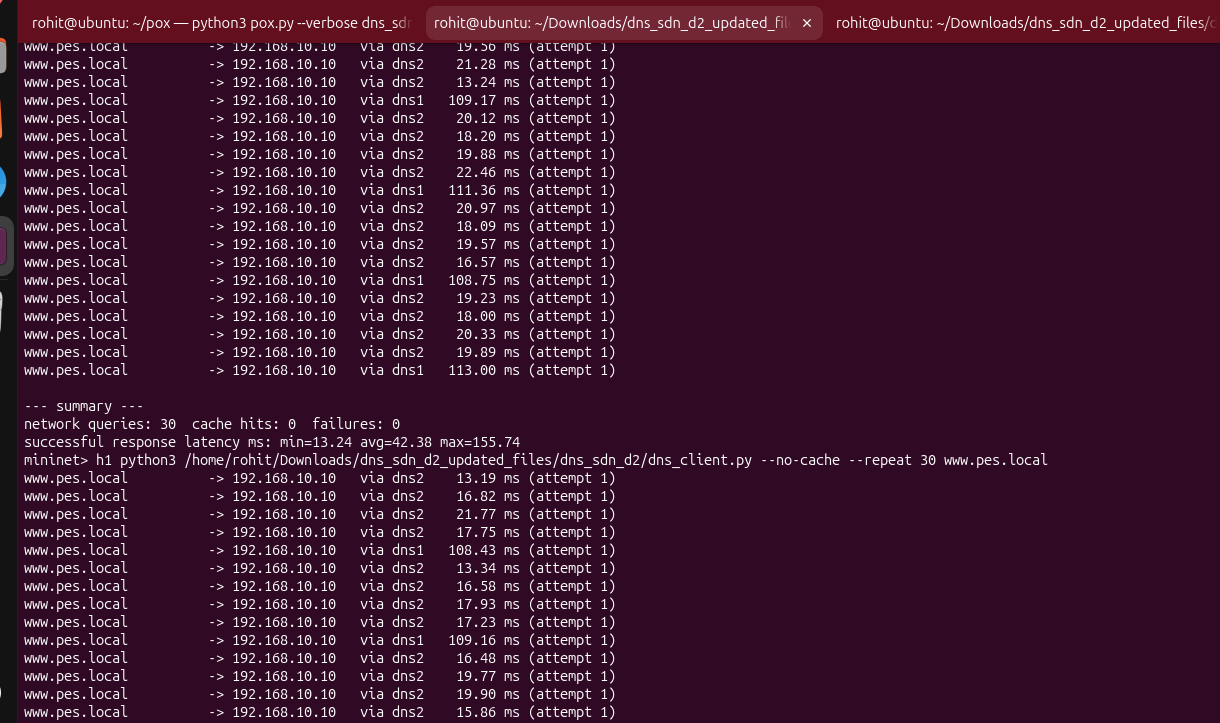 rohit@ubuntu: ~/pox — python3 pox.py --verbose dns_sdn
rohit@ubuntu: ~/Downloads/dns_sdn_d2_updated_fil ×
rohit@ubuntu: ~/Downloads/dns_sdn_d2_updated_files/
www.pes.local -> 192.168.10.10 via dns2 19.56 ms (attempt 1)
www.pes.local -> 192.168.10.10 via dns2 21.28 ms (attempt 1)
www.pes.local -> 192.168.10.10 via dns2 13.24 ms (attempt 1)
www.pes.local -> 192.168.10.10 via dns1 109.17 ms (attempt 1)
www.pes.local -> 192.168.10.10 via dns2 20.12 ms (attempt 1)
www.pes.local -> 192.168.10.10 via dns2 18.20 ms (attempt 1)
www.pes.local -> 192.168.10.10 via dns2 19.88 ms (attempt 1)
www.pes.local -> 192.168.10.10 via dns2 22.46 ms (attempt 1)
www.pes.local -> 192.168.10.10 via dns1 111.36 ms (attempt 1)
www.pes.local -> 192.168.10.10 via dns2 20.97 ms (attempt 1)
www.pes.local -> 192.168.10.10 via dns2 18.09 ms (attempt 1)
www.pes.local -> 192.168.10.10 via dns2 19.57 ms (attempt 1)
www.pes.local -> 192.168.10.10 via dns2 16.57 ms (attempt 1)
www.pes.local -> 192.168.10.10 via dns1 108.75 ms (attempt 1)
www.pes.local -> 192.168.10.10 via dns2 19.23 ms (attempt 1)
www.pes.local -> 192.168.10.10 via dns2 18.00 ms (attempt 1)
www.pes.local -> 192.168.10.10 via dns2 20.33 ms (attempt 1)
www.pes.local -> 192.168.10.10 via dns2 19.89 ms (attempt 1)
www.pes.local -> 192.168.10.10 via dns1 113.00 ms (attempt 1)
--- summary ---
network queries: 30 cache hits: 0 failures: 0
successful response latency ms: min=13.24 avg=42.38 max=155.74
mininet> h1 python3 /home/rohit/Downloads/dns_sdn_d2_updated_files/dns_sdn_d2/dns_client.py --no-cache --repeat 30 www.pes.local
www.pes.local -> 192.168.10.10 via dns2 13.19 ms (attempt 1)
www.pes.local -> 192.168.10.10 via dns2 16.82 ms (attempt 1)
www.pes.local -> 192.168.10.10 via dns2 21.77 ms (attempt 1)
www.pes.local -> 192.168.10.10 via dns2 17.75 ms (attempt 1)
www.pes.local -> 192.168.10.10 via dns1 108.43 ms (attempt 1)
www.pes.local -> 192.168.10.10 via dns2 13.34 ms (attempt 1)
www.pes.local -> 192.168.10.10 via dns2 16.58 ms (attempt 1)
www.pes.local -> 192.168.10.10 via dns2 17.93 ms (attempt 1)
www.pes.local -> 192.168.10.10 via dns2 17.23 ms (attempt 1)
www.pes.local -> 192.168.10.10 via dns1 109.16 ms (attempt 1)
www.pes.local -> 192.168.10.10 via dns2 16.48 ms (attempt 1)
www.pes.local -> 192.168.10.10 via dns2 19.77 ms (attempt 1)
www.pes.local -> 192.168.10.10 via dns2 19.90 ms (attempt 1)
www.pes.local -> 192.168.10.10 via dns2 15.86 ms (attempt 1)